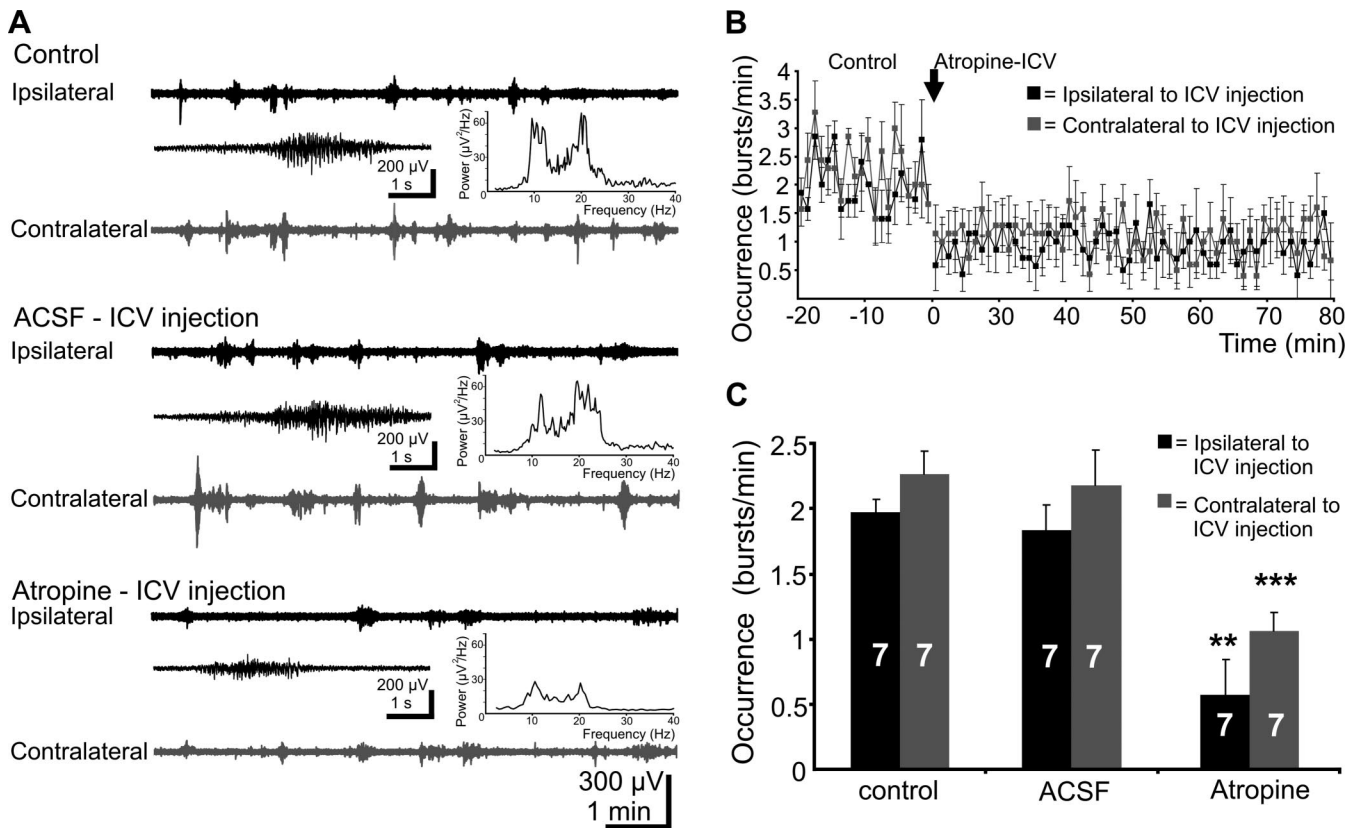 A
Control
Ipsilateral
200 µV
1 s
Power (µV²/Hz)
60
30
0
10 20 30 40
Frequency (Hz)
Contralateral
ACSF - ICV injection
Ipsilateral
200 µV
1 s
Power (µV²/Hz)
60
30
0
10 20 30 40
Frequency (Hz)
Contralateral
Atropine - ICV injection
Ipsilateral
200 µV
1 s
Power (µV²/Hz)
60
30
0
10 20 30 40
Frequency (Hz)
Contralateral
300 µV
1 min
B
Control Atropine-ICV
= Ipsilateral to ICV injection
= Contralateral to ICV injection
Occurrence (bursts/min)
4
3.5
3
2.5
2
1.5
1
0.5
-20 -10 0 30 40 50 60 70 80
Time (min)
C
= Ipsilateral to
ICV injection
= Contralateral to
ICV injection
Occurrence (bursts/min)
2.5
2
1.5
1
0.5
0
7 7 7 7 7 7
** ***
control ACSF Atropine